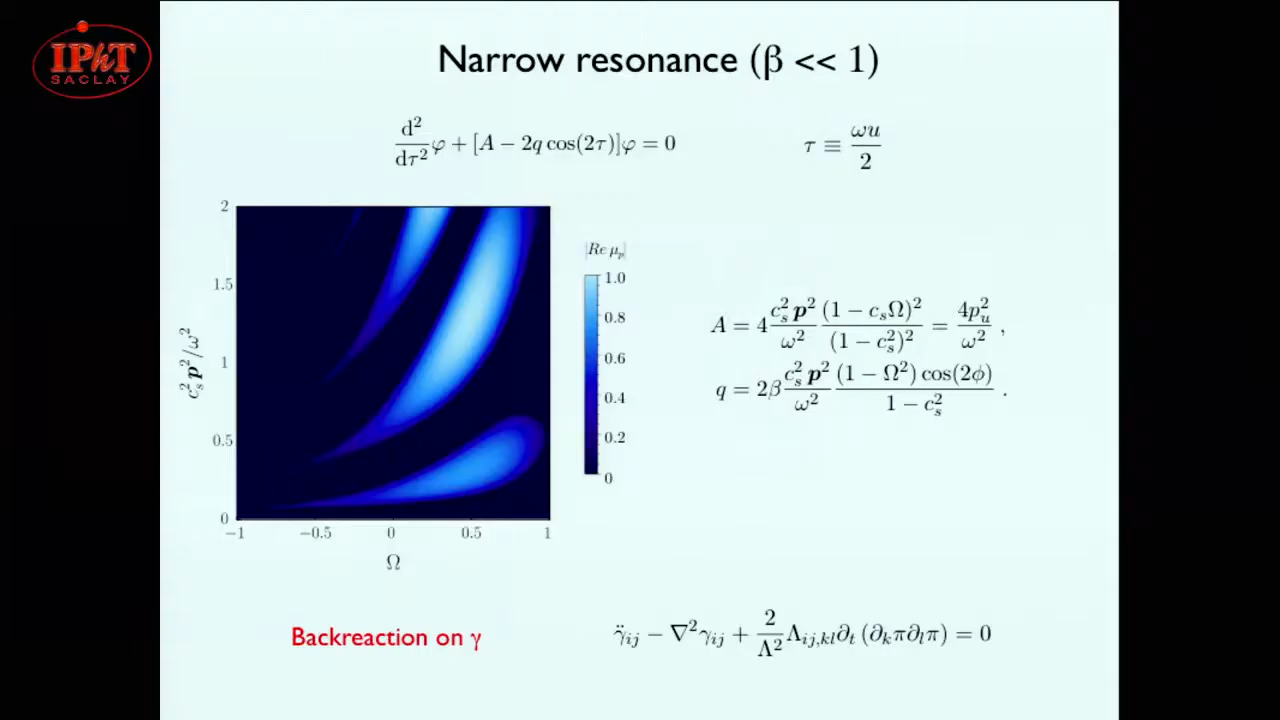 IPhT
SACLAY
Narrow resonance (β << 1)
d²/dτ² φ + [A − 2q cos(2τ)]φ = 0
τ ≡ ωu/2
|Re μ_p|
2
1.5
1
0.5
0
c_s² p²/ω²
−1
−0.5
0
0.5
1
Ω
1.0
0.8
0.6
0.4
0.2
0
A = 4 (c_s² p²/ω²) (1 − c_sΩ)²/(1 − c_s²)² = 4p_u²/ω² ,
q = 2β (c_s² p²/ω²) (1 − Ω²) cos(2ϕ)/(1 − c_s²) .
Backreaction on γ
γ̈_ij − ∇²γ_ij + (2/Λ²) Λ_ij,kl ∂_t (∂_kπ∂_lπ) = 0